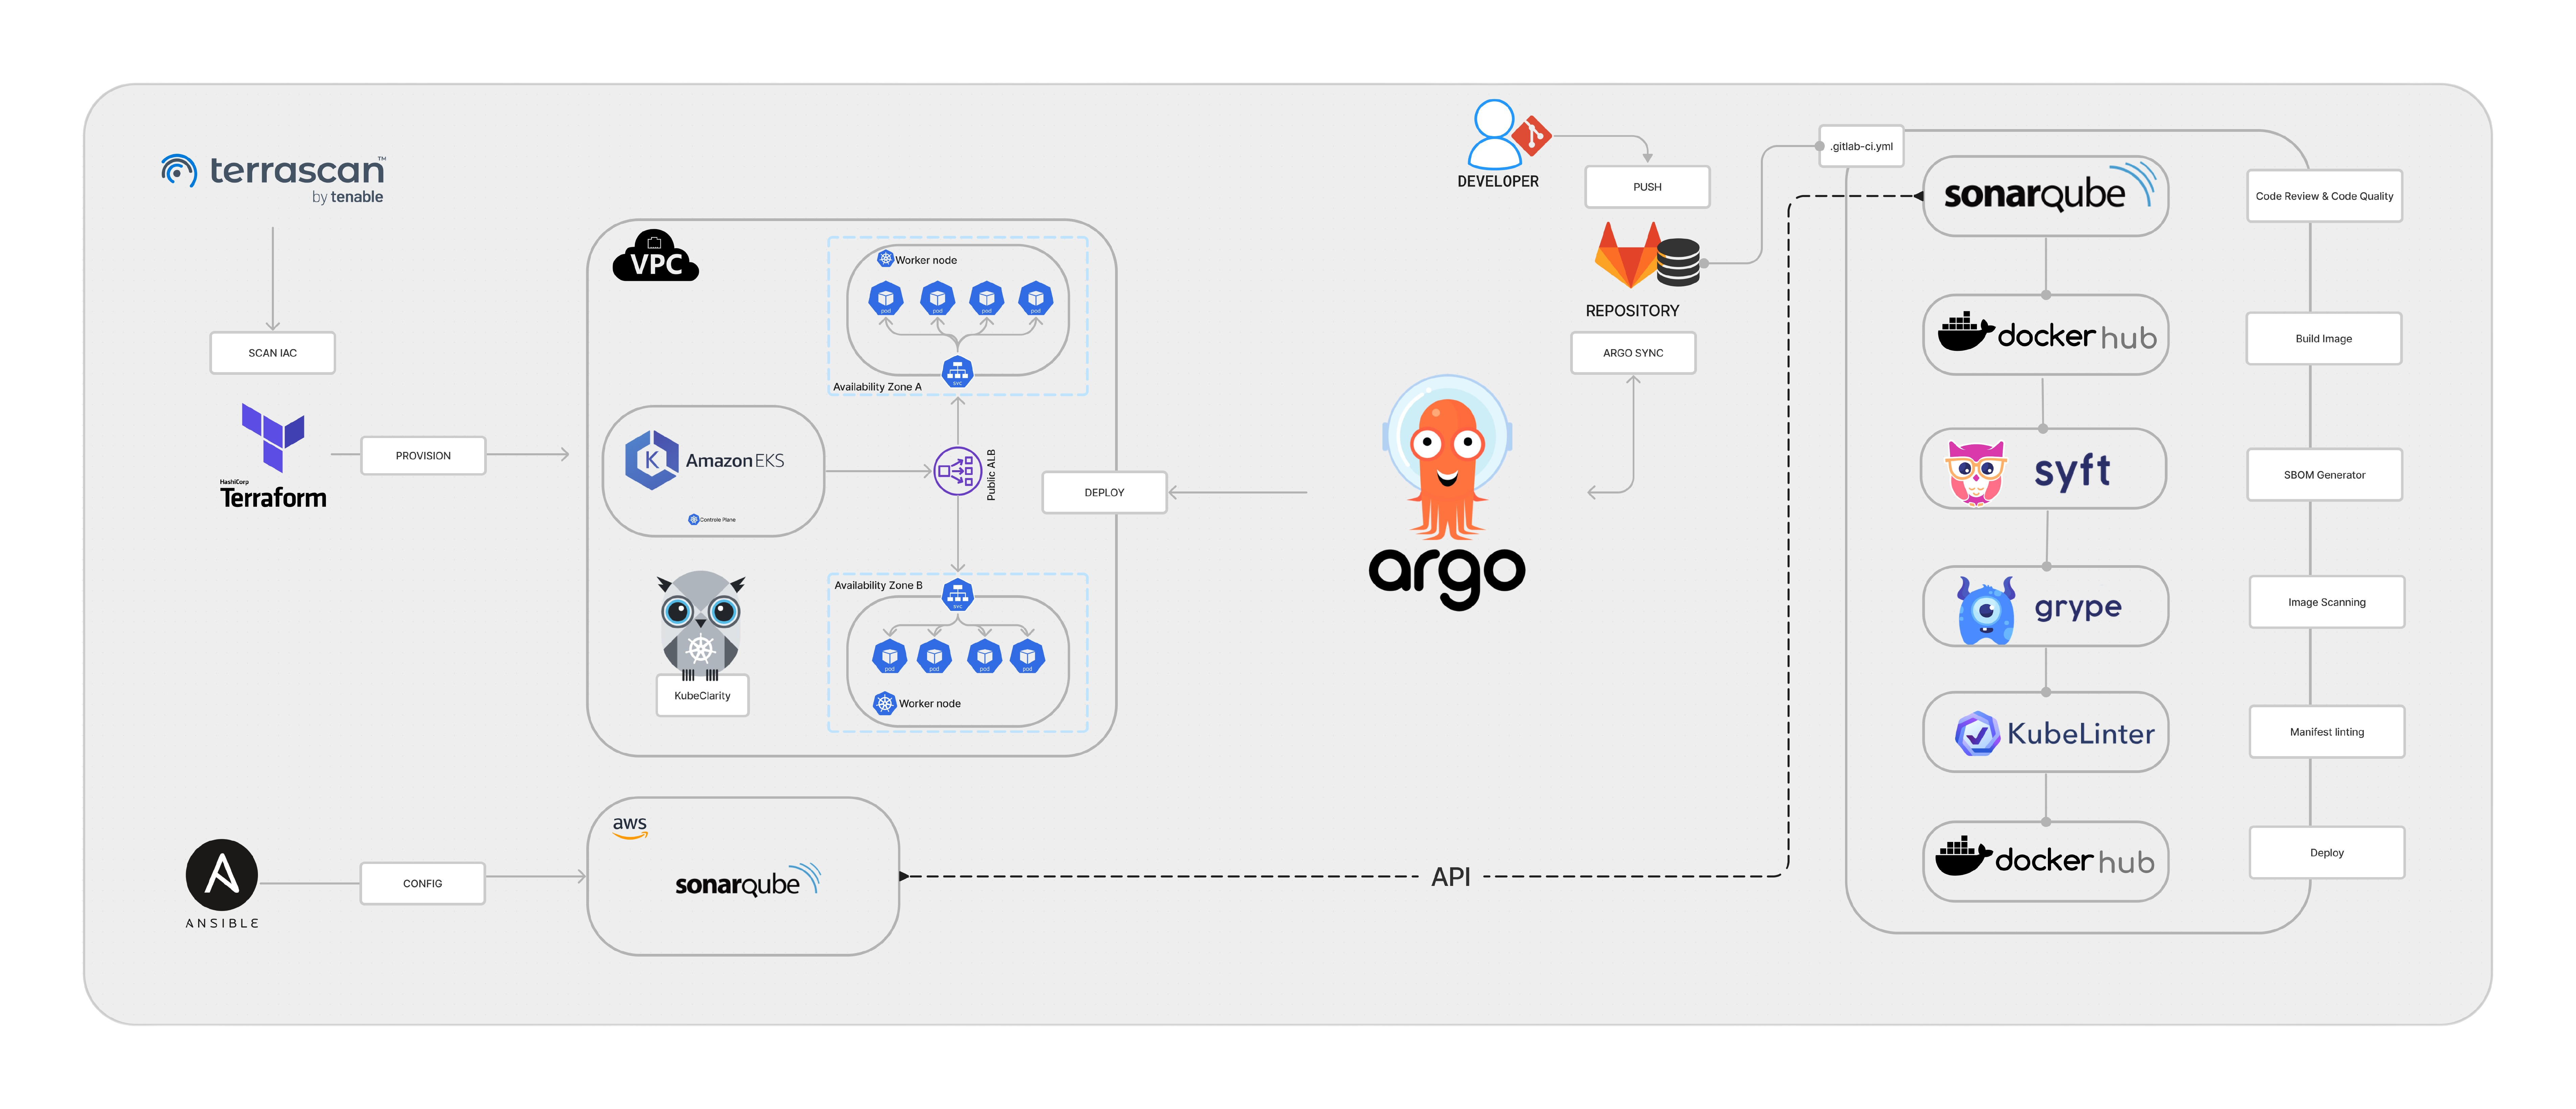 terrascan™
by tenable
SCAN IAC
HashiCorp
Terraform
PROVISION
VPC
Worker node
pod
pod
pod
pod
svc
Availability Zone A
Amazon EKS
Controle Plane
Public ALB
KubeClarity
Availability Zone B
svc
pod
pod
pod
pod
Worker node
DEPLOY
argo
DEVELOPER
PUSH
REPOSITORY
ARGO SYNC
ANSIBLE
CONFIG
aws
sonarqube
API
.gitlab-ci.yml
sonarqube
Code Review & Code Quality
docker hub
Build Image
syft
SBOM Generator
grype
Image Scanning
KubeLinter
Manifest linting
docker hub
Deploy